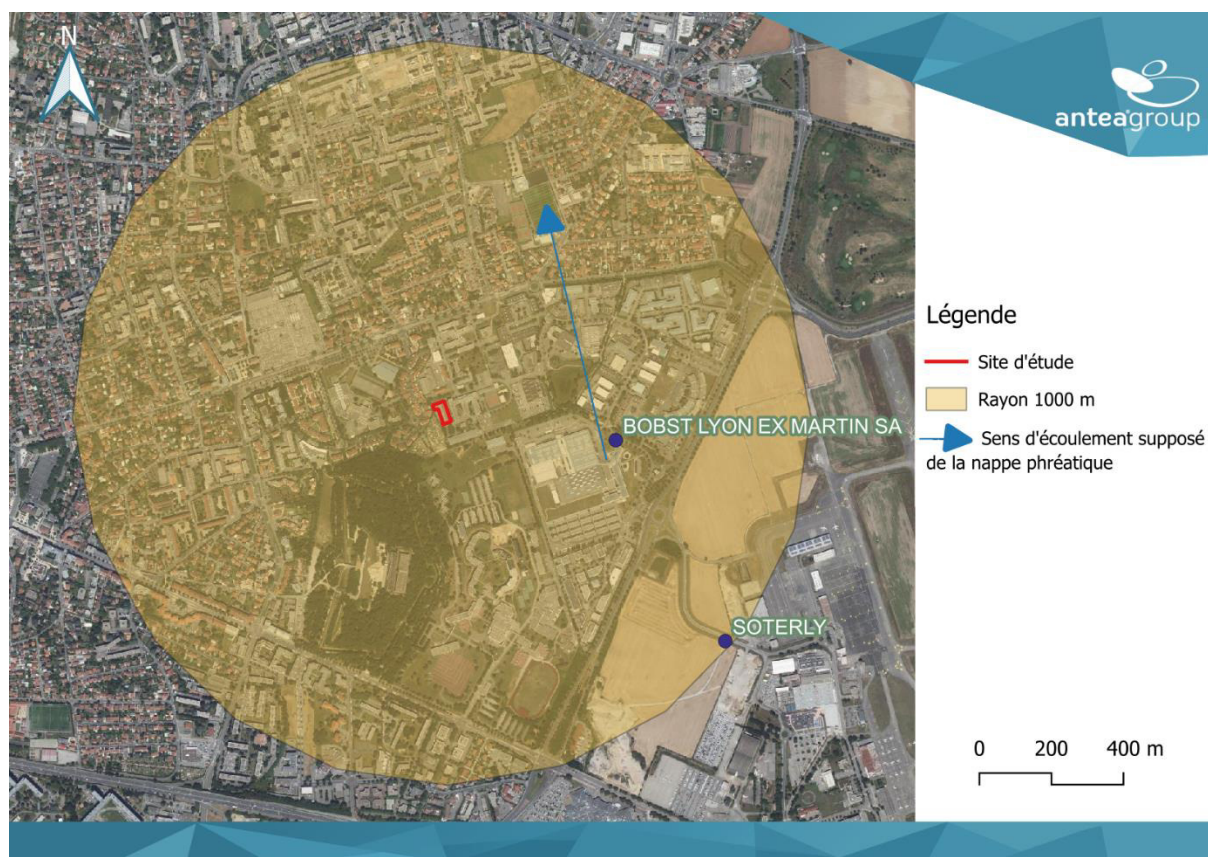 N
anteagroup
Légende
Site d'étude
Rayon 1000 m
Sens d'écoulement supposé
de la nappe phréatique
BOBST LYON EX MARTIN SA
SOTERLY
0 200 400 m